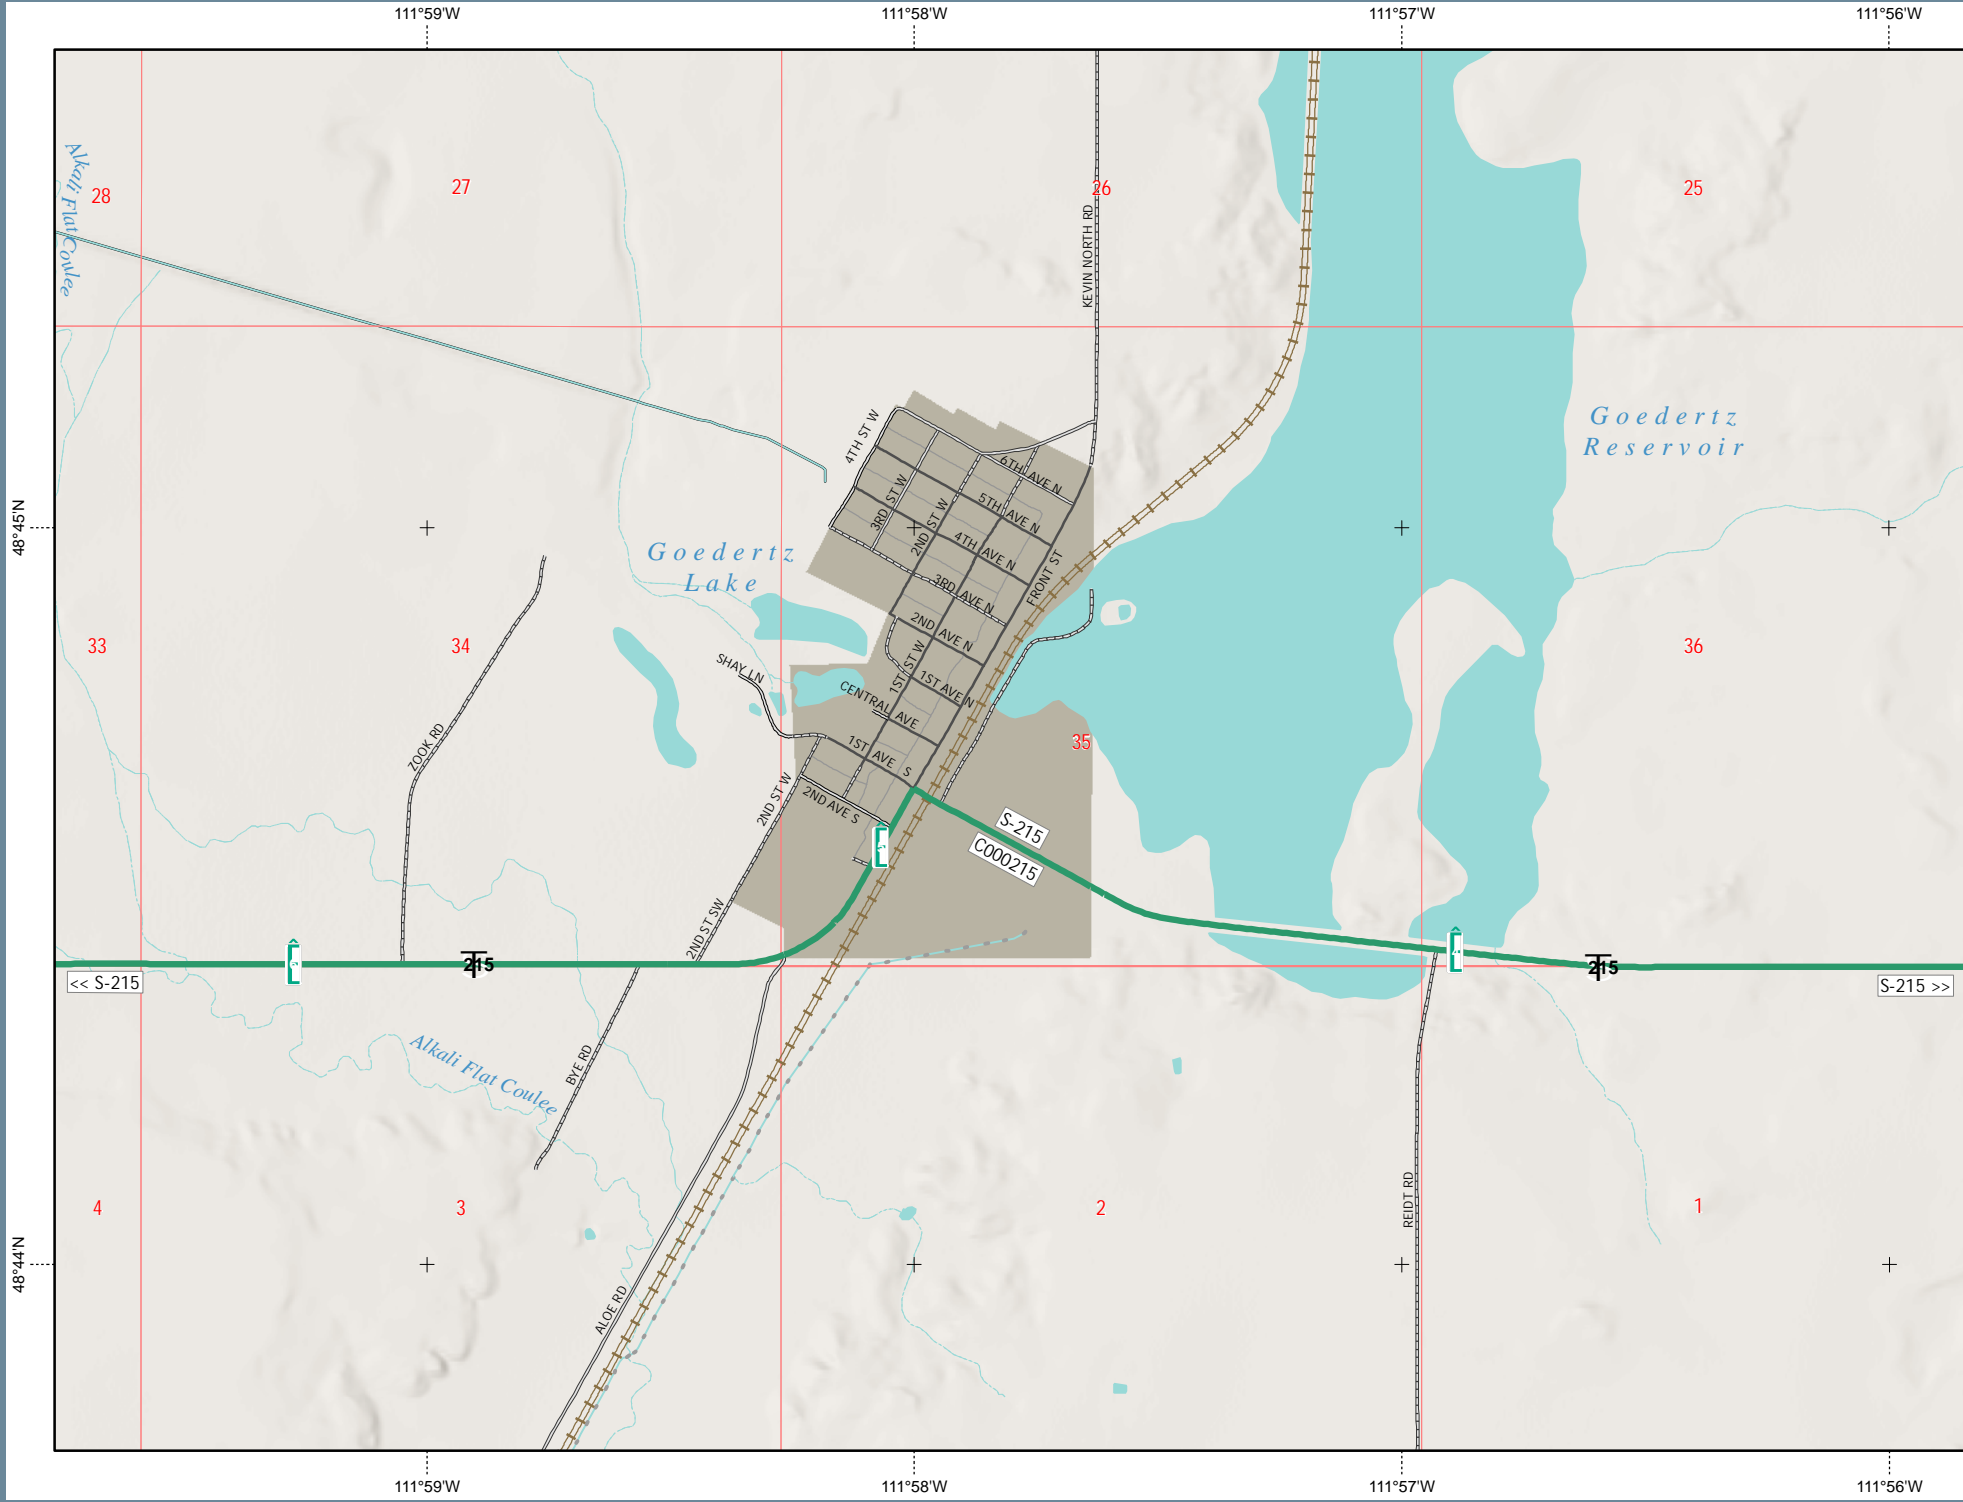 111°59'W
111°58'W
111°57'W
111°56'W
Alkali Flat Coulee
28
27
26
25
KEVIN NORTH RD
Goedertz
Reservoir
4TH ST W
6TH AVE N
3RD ST W
5TH AVE N
2ND ST W
48°45'N
4TH AVE N
Goedertz
Lake
FRONT ST
3RD AVE N
33
34
2ND AVE N
36
SHAY LN
1ST ST W
1ST AVE N
CENTRAL AVE
ZOOK RD
35
1ST AVE S
2ND ST W
2ND AVE S
S-215
C000215
2ND ST SW
215
215
<< S-215
S-215 >>
Alkali Flat Coulee
BYE RD
4
3
2
1
REIDT RD
48°44'N
ALOE RD
111°59'W
111°58'W
111°57'W
111°56'W